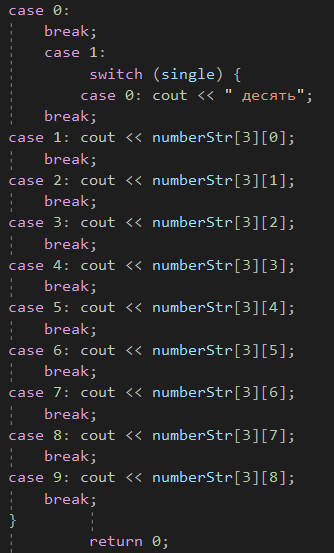 case 0:
break;
case 1:
switch (single) {
case 0: cout << " десять";
break;
case 1: cout << numberStr[3][0];
break;
case 2: cout << numberStr[3][1];
break;
case 3: cout << numberStr[3][2];
break;
case 4: cout << numberStr[3][3];
break;
case 5: cout << numberStr[3][4];
break;
case 6: cout << numberStr[3][5];
break;
case 7: cout << numberStr[3][6];
break;
case 8: cout << numberStr[3][7];
break;
case 9: cout << numberStr[3][8];
break;
}
return 0;